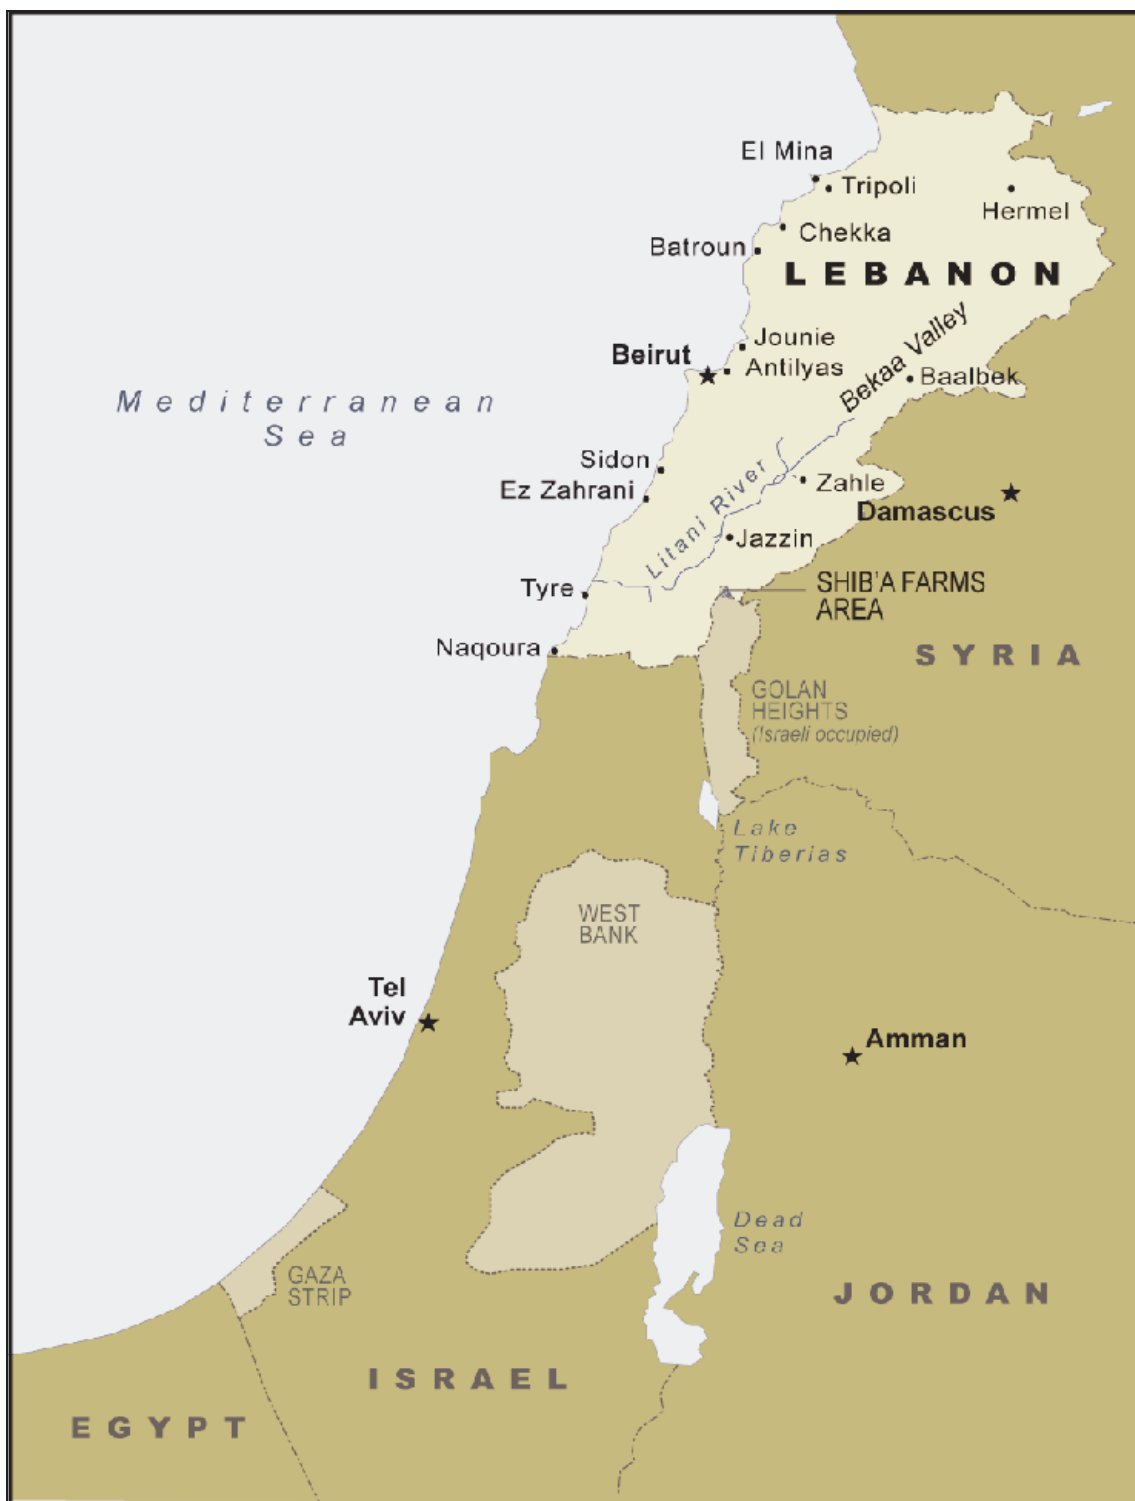 El Mina
Tripoli
Hermel
Chekka
Batroun
LEBANON
Jounie
Beirut
Antilyas
Bekaa Valley
Baalbek
Mediterranean
Sea
Sidon
Ez Zahrani
Litani River
Zahle
Damascus
Jazzin
Tyre
SHIB'A FARMS
AREA
Naqoura
SYRIA
GOLAN
HEIGHTS
(Israeli occupied)
Lake
Tiberias
WEST
BANK
Tel
Aviv
Amman
Dead
Sea
GAZA
STRIP
JORDAN
ISRAEL
EGYPT